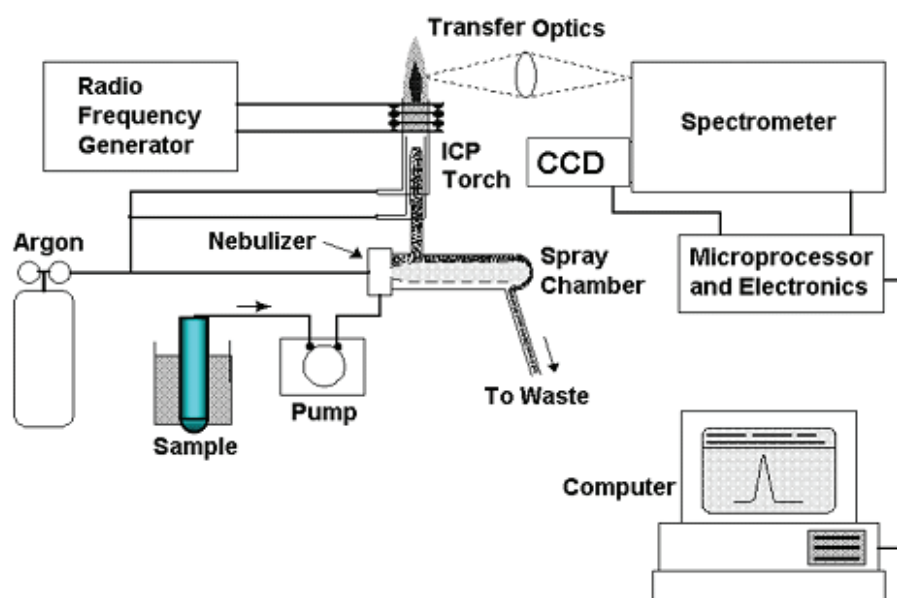 Transfer Optics
Radio
Frequency
Generator
Spectrometer
ICP
Torch
CCD
Argon
Nebulizer
Spray
Chamber
Microprocessor
and Electronics
Pump
To Waste
Sample
Computer